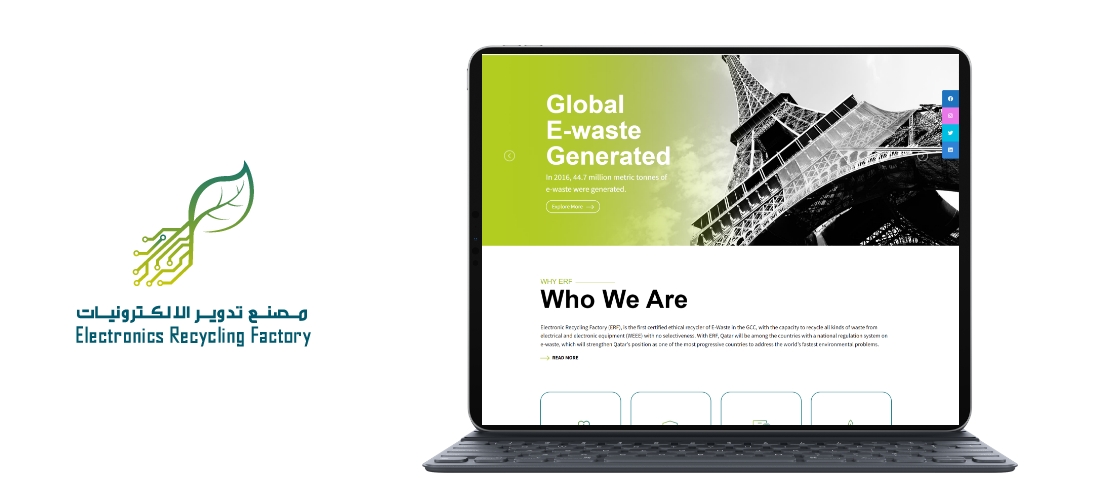 مصنع تدوير الالكترونيات
Electronics Recycling Factory
Global
E-waste
Generated
In 2016, 44.7 million metric tonnes of
e-waste were generated.
Explore More
WHY ERF
Who We Are
Electronic Recycling Factory (ERF), is the first certified ethical recycler of E-Waste in the GCC, with the capacity to recycle all kinds of waste from
electrical and electronic equipment (WEEE) with no selectiveness. With ERF, Qatar will be among the countries with a national regulation system on
e-waste, which will strengthen Qatar's position as one of the most progressive countries to address the world's fastest environmental problems.
READ MORE